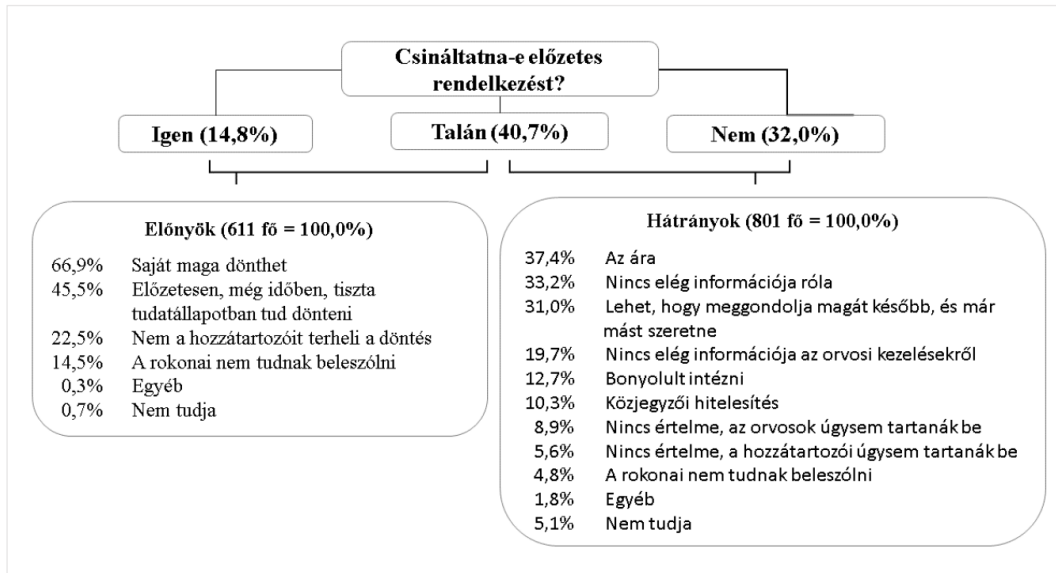 Csináltatna-e előzetes
rendelkezést?
Igen (14,8%)
Talán (40,7%)
Nem (32,0%)
Előnyök (611 fő = 100,0%)
66,9% Saját maga dönthet
45,5% Előzetesen, még időben, tiszta
tudatállapotban tud dönteni
22,5% Nem a hozzátartozóit terheli a döntés
14,5% A rokonai nem tudnak beleszólni
0,3% Egyéb
0,7% Nem tudja
Hátrányok (801 fő = 100,0%)
37,4% Az ára
33,2% Nincs elég információja róla
31,0% Lehet, hogy meggondolja magát később, és már
mást szeretne
19,7% Nincs elég információja az orvosi kezelésekről
12,7% Bonyolult intézni
10,3% Közjegyzői hitelesítés
8,9% Nincs értelme, az orvosok úgysem tartanák be
5,6% Nincs értelme, a hozzátartozói úgysem tartanák be
4,8% A rokonai nem tudnak beleszólni
1,8% Egyéb
5,1% Nem tudja